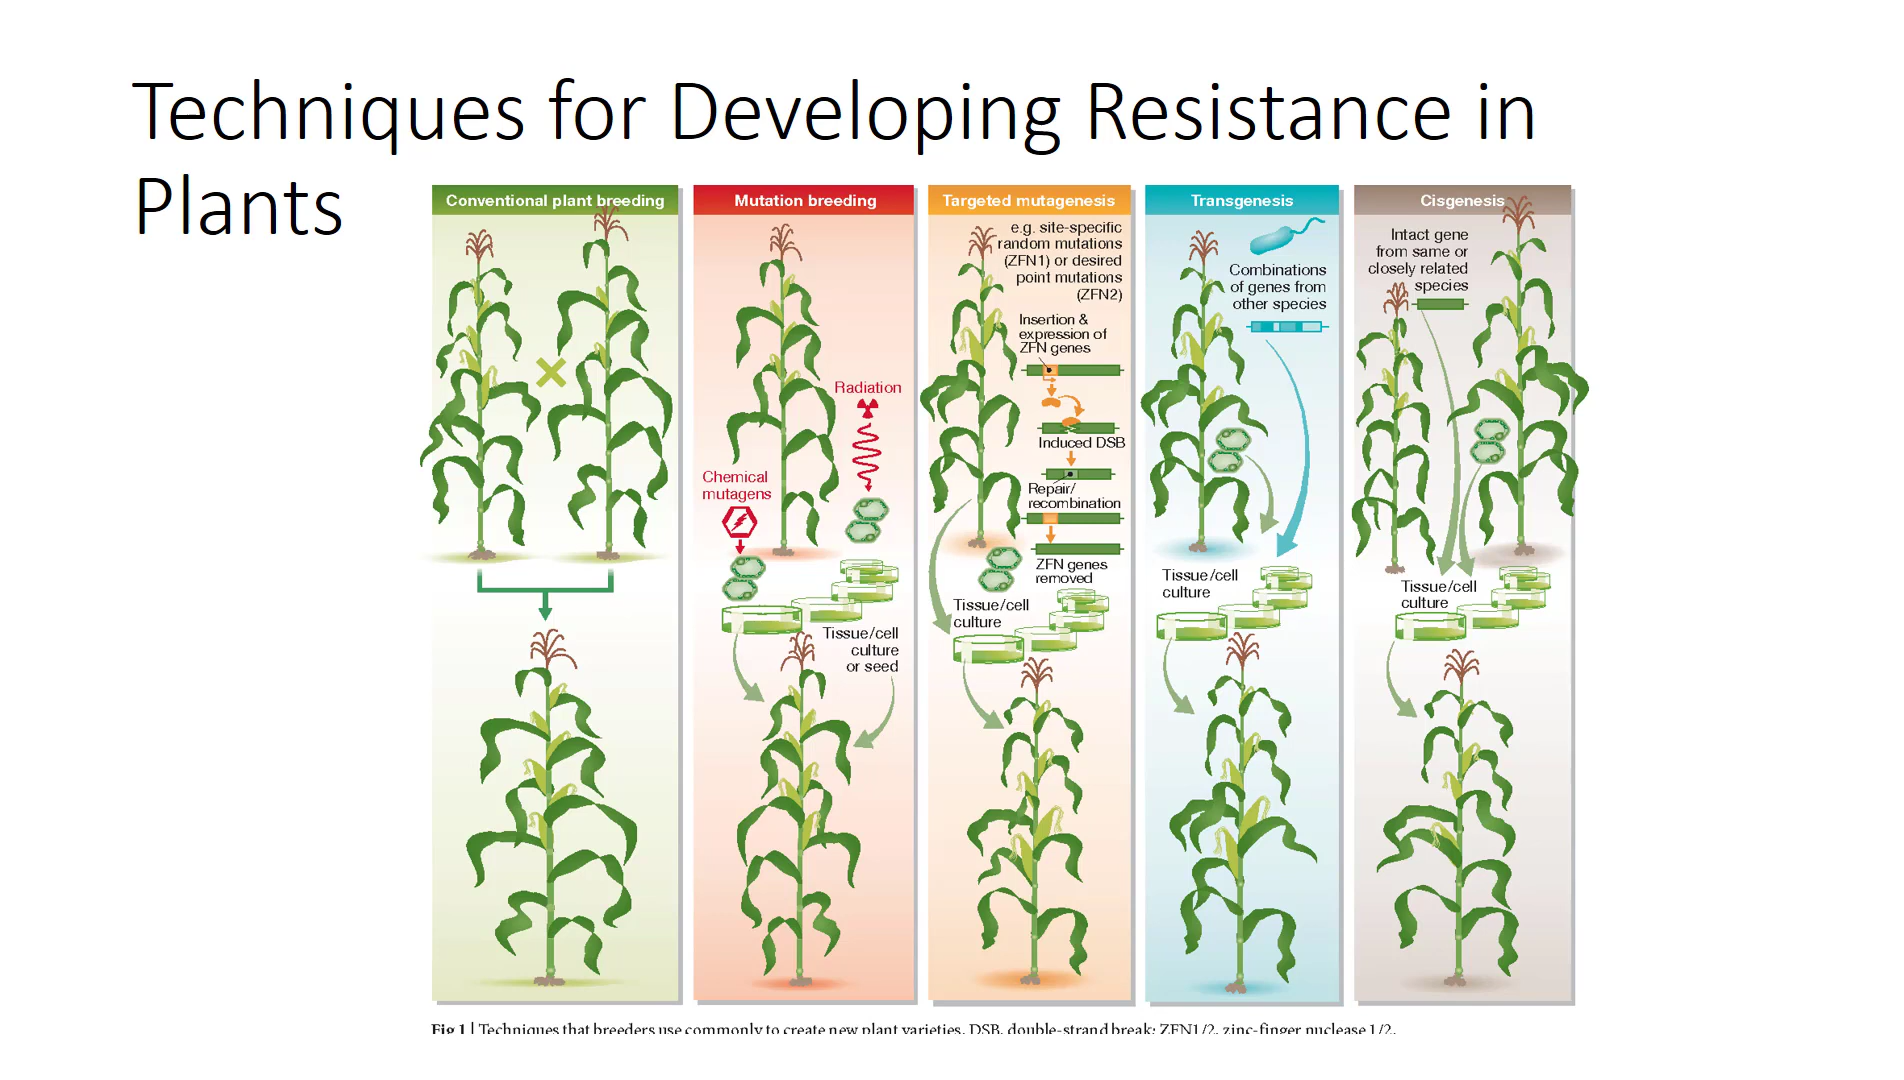 Techniques for Developing Resistance in
Plants
Conventional plant breeding
Mutation breeding
Radiation
Chemical
mutagens
Tissue/cell
culture
or seed
Targeted mutagenesis
e.g. site-specific
random mutations
(ZFN1) or desired
point mutations
(ZFN2)
Insertion &
expression of
ZFN genes
Induced DSB
Repair/
recombination
ZFN genes
removed
Tissue/cell
culture
Transgenesis
Combinations
of genes from
other species
Tissue/cell
culture
Cisgenesis
Intact gene
from same or
closely related
species
Tissue/cell
culture
Fig 1 | Techniques that breeders use commonly to create new plant varieties. DSB, double-strand break; ZFN1/2, zinc-finger nuclease 1/2.